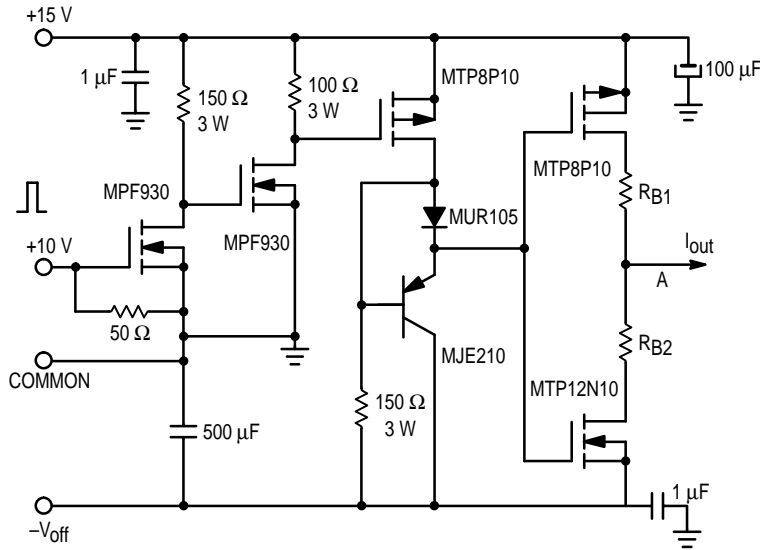 +15 V
MTP8P10
1 μF
150 Ω
3 W
100 Ω
3 W
100 μF
MPF930
MTP8P10
MUR105
RB1
MPF930
+10 V
Iout
A
50 Ω
RB2
COMMON
MJE210
MTP12N10
500 μF
150 Ω
3 W
1 μF
–Voff